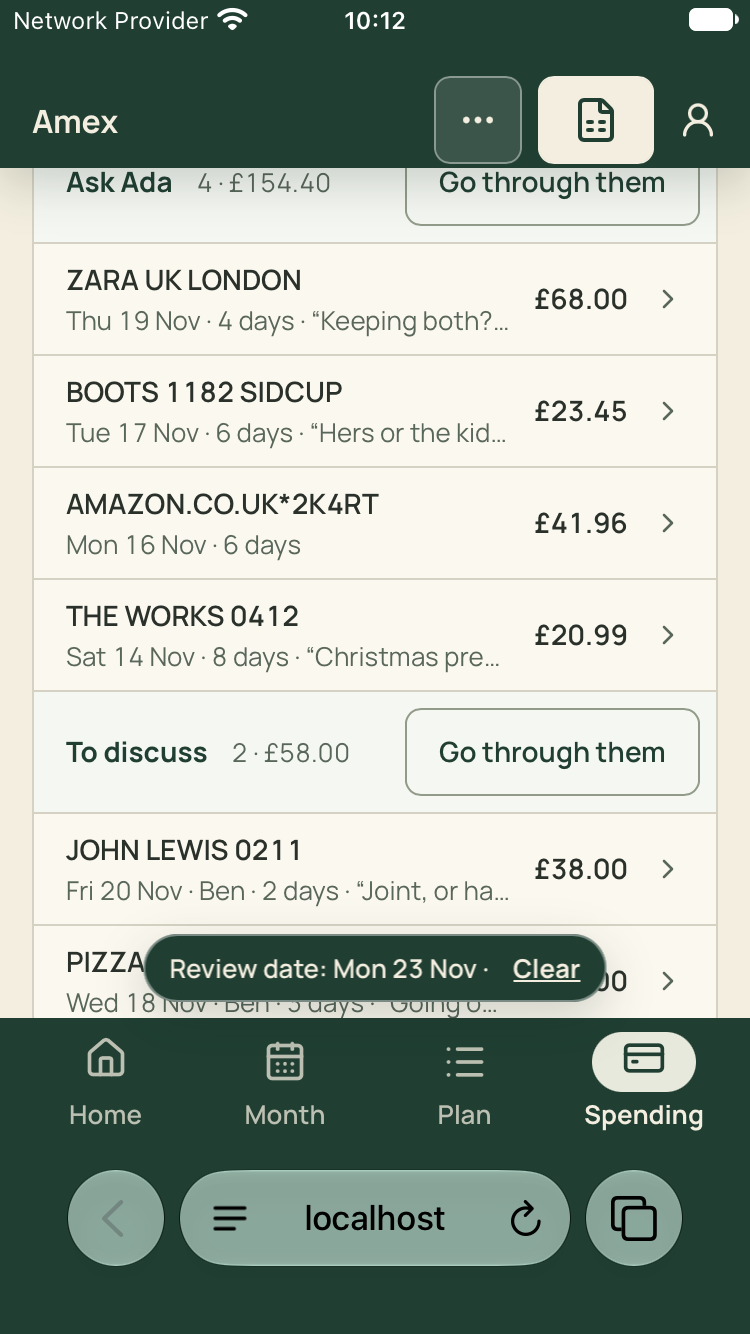 Network Provider 10:12
Amex
Ask Ada 4 · £154.40 Go through them
ZARA UK LONDON
Thu 19 Nov · 4 days · “Keeping both?… £68.00
BOOTS 1182 SIDCUP
Tue 17 Nov · 6 days · “Hers or the kid… £23.45
AMAZON.CO.UK*2K4RT
Mon 16 Nov · 6 days £41.96
THE WORKS 0412
Sat 14 Nov · 8 days · “Christmas pre… £20.99
To discuss 2 · £58.00 Go through them
JOHN LEWIS 0211
Fri 20 Nov · Ben · 2 days · “Joint, or ha… £38.00
PIZZA
Review date: Mon 23 Nov · Clear
Wed 18 Nov · Ben · 5 days · “Going o…
Home Month Plan Spending
localhost